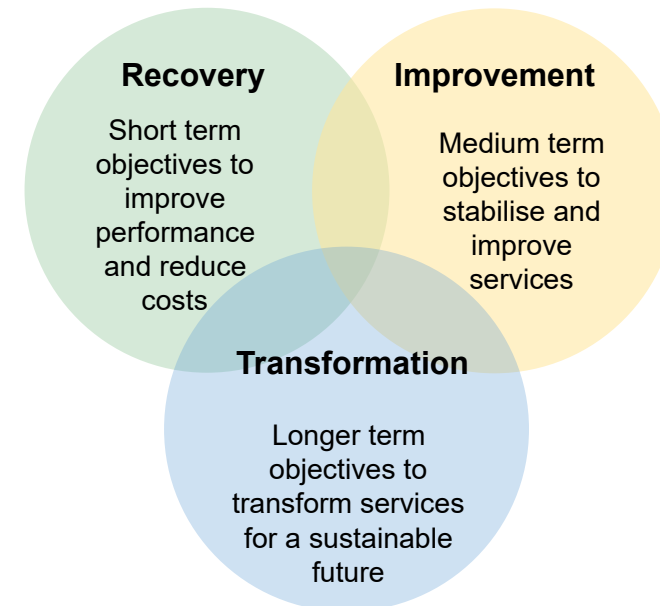 Recovery
Short term
objectives to
improve
performance
and reduce
costs
Improvement
Medium term
objectives to
stabilise and
improve
services
Transformation
Longer term
objectives to
transform services
for a sustainable
future